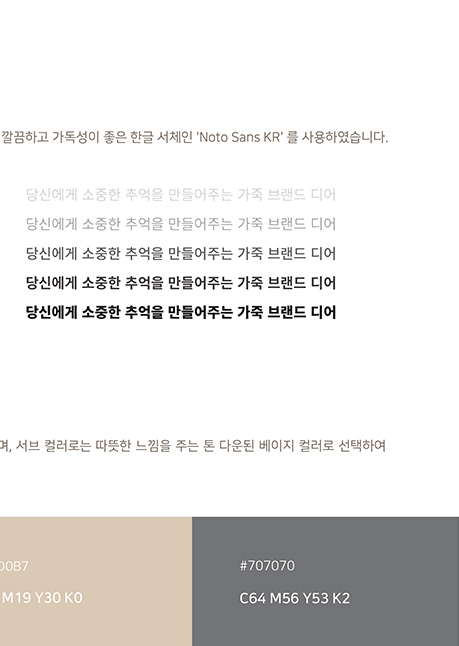 깔끔하고 가독성이 좋은 한글 서체인 'Noto Sans KR' 를 사용하였습니다.
당신에게 소중한 추억을 만들어주는 가죽 브랜드 디어
당신에게 소중한 추억을 만들어주는 가죽 브랜드 디어
당신에게 소중한 추억을 만들어주는 가죽 브랜드 디어
당신에게 소중한 추억을 만들어주는 가죽 브랜드 디어
당신에게 소중한 추억을 만들어주는 가죽 브랜드 디어
며, 서브 컬러로는 따뜻한 느낌을 주는 톤 다운된 베이지 컬러로 선택하여
D0B7 #707070
M19 Y30 K0 C64 M56 Y53 K2